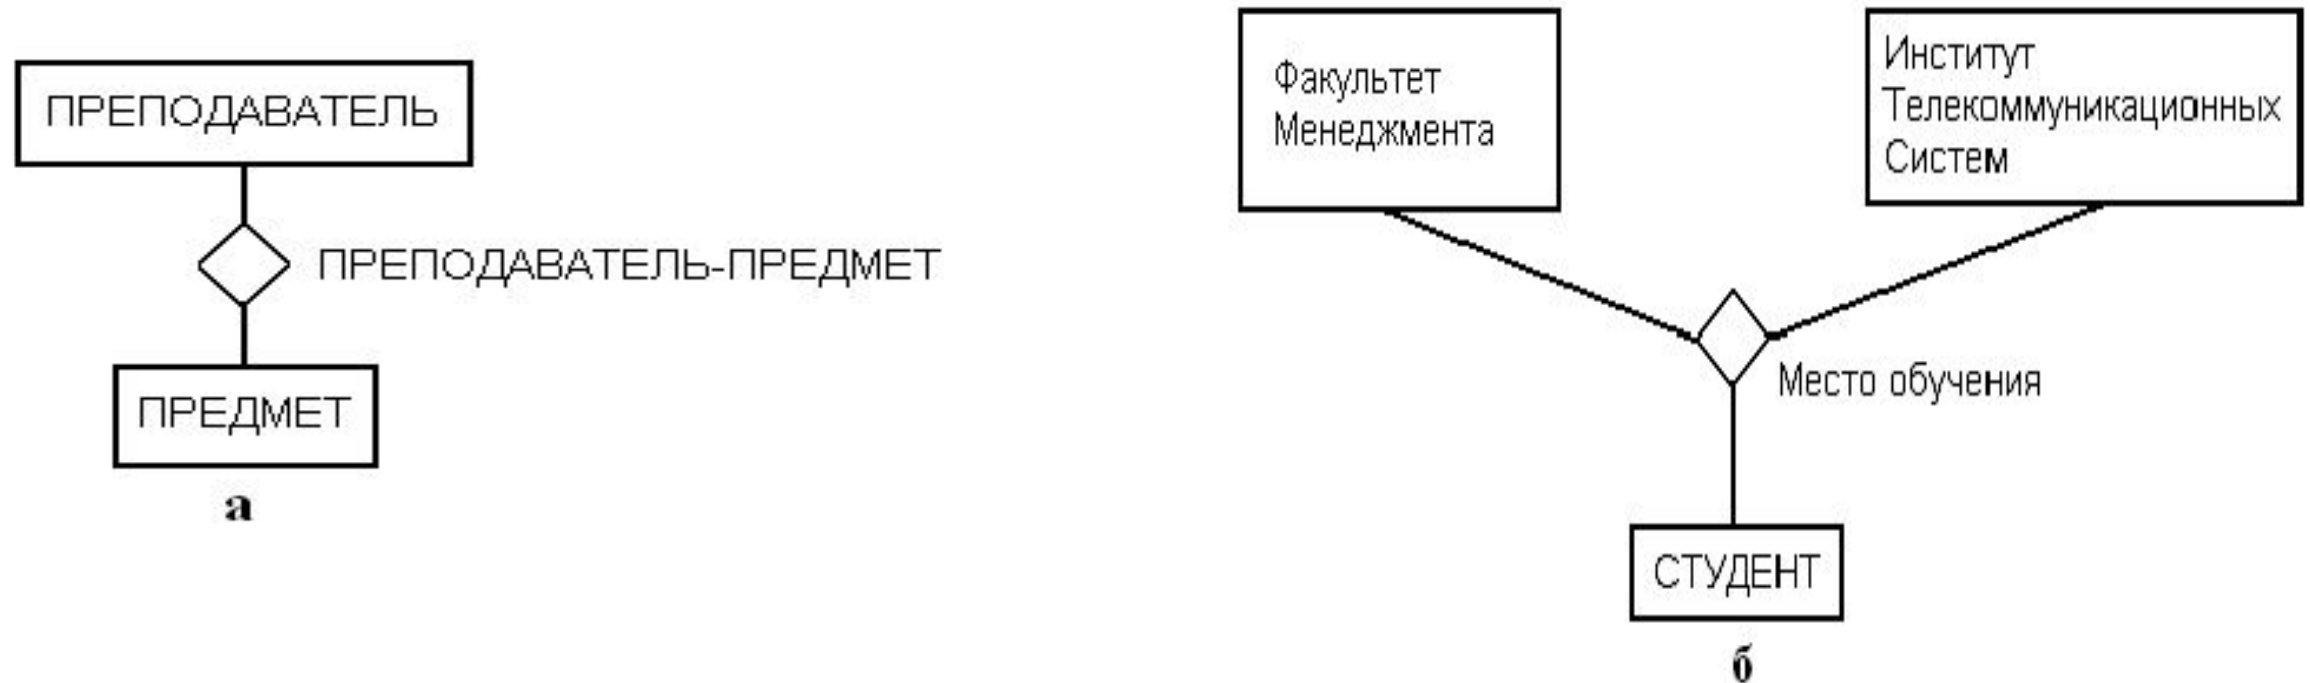 ПРЕПОДАВАТЕЛЬ
ПРЕПОДАВАТЕЛЬ-ПРЕДМЕТ
ПРЕДМЕТ
а
Факультет
Менеджмента
Институт
Телекоммуникационных
Систем
Место обучения
СТУДЕНТ
б